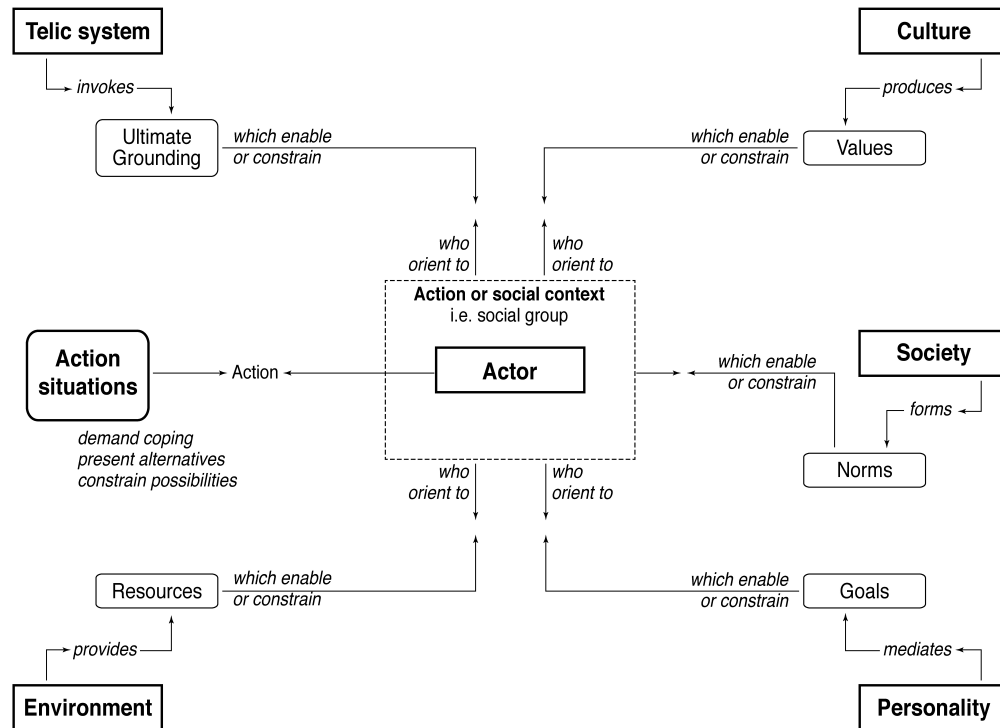 Telic system
Culture
invokes
produces
Ultimate
Grounding
which enable
or constrain
which enable
or constrain
Values
who
orient to
who
orient to
Action or social context
i.e. social group
Action
situations
Action
Actor
which enable
or constrain
Society
forms
Norms
demand coping
present alternatives
constrain possibilities
who
orient to
who
orient to
Resources
which enable
or constrain
which enable
or constrain
Goals
provides
mediates
Environment
Personality